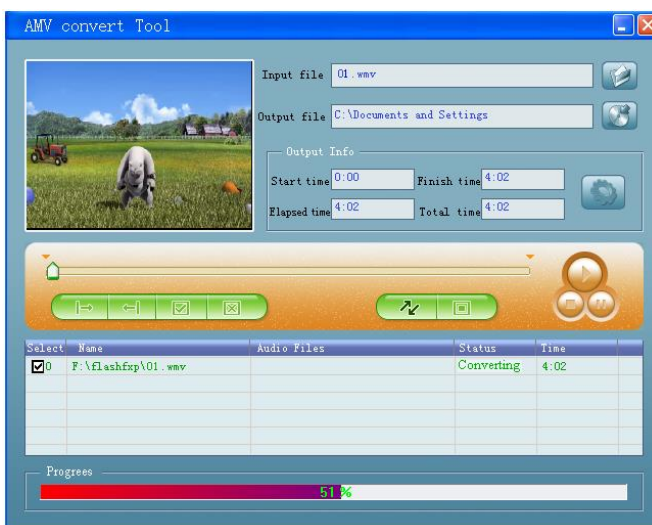 AMV convert Tool
Input file 01.wmv
Output file C:\Documents and Settings
Output Info
Start time 0:00 Finish time 4:02
Elapsed time 4:02 Total time 4:02
Select Name Audio Files Status Time
0 F:\flashfxp\01.wmv Converting 4:02
Progrees
51 %